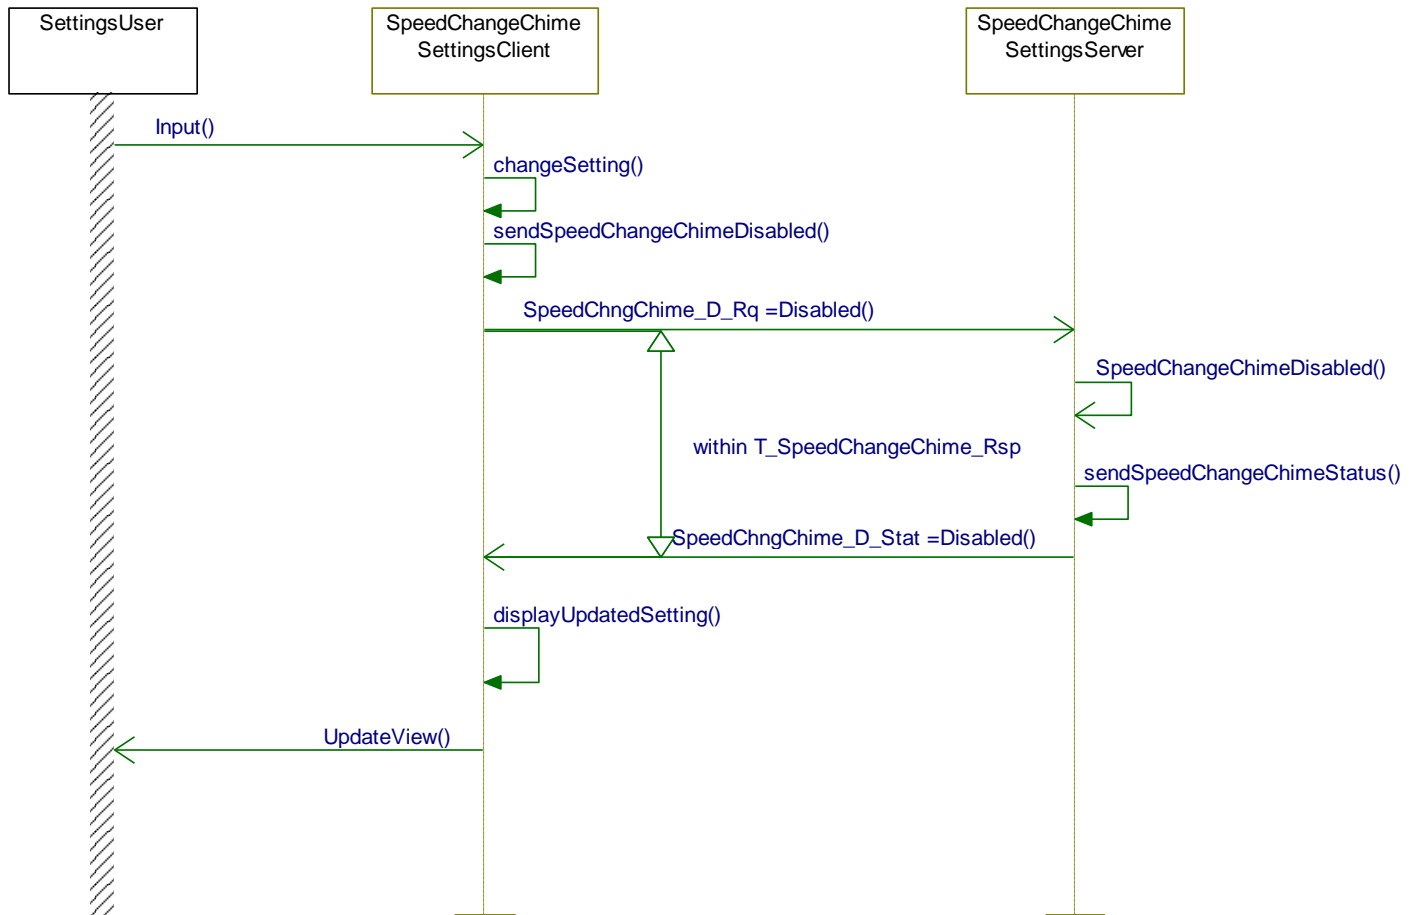 SettingsUser
SpeedChangeChime
SettingsClient
SpeedChangeChime
SettingsServer
Input()
changeSetting()
sendSpeedChangeChimeDisabled()
SpeedChngChime_D_Rq =Disabled()
SpeedChangeChimeDisabled()
within T_SpeedChangeChime_Rsp
sendSpeedChangeChimeStatus()
SpeedChngChime_D_Stat =Disabled()
displayUpdatedSetting()
UpdateView()